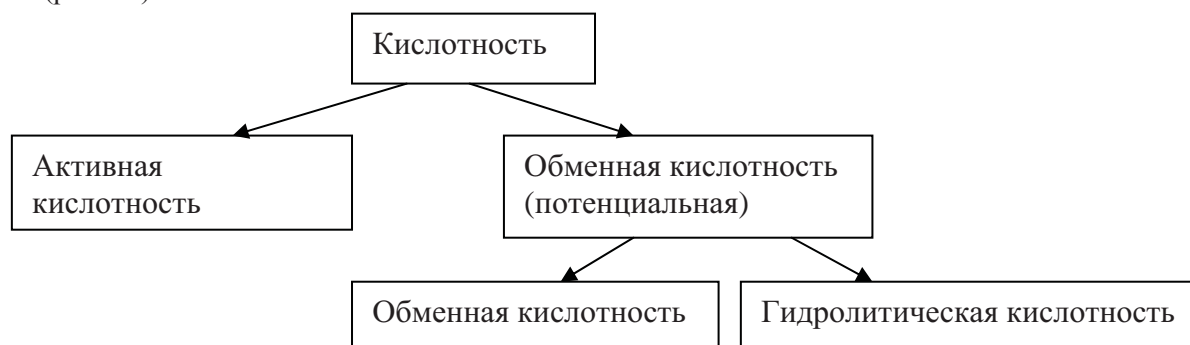 Кислотность
Активная
кислотность
Обменная кислотность
(потенциальная)
Обменная кислотность
Гидролитическая кислотность